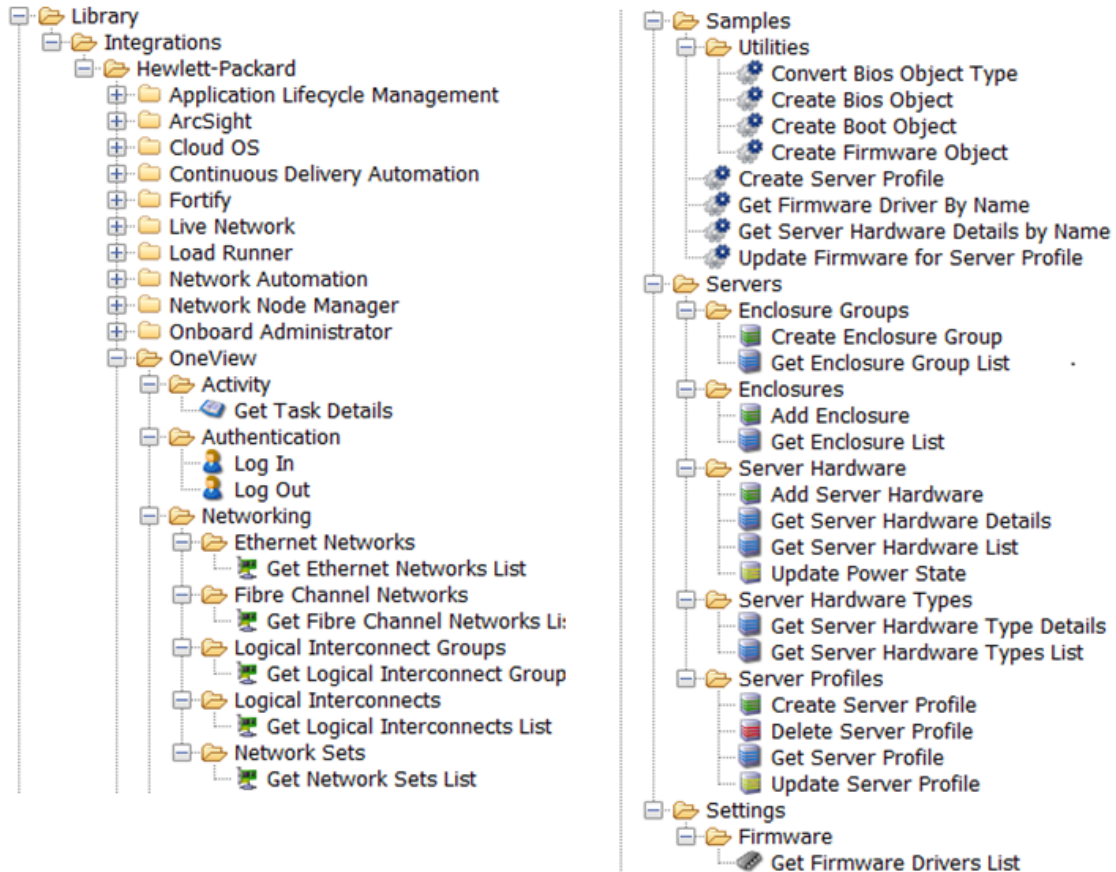 Library
Integrations
Hewlett-Packard
Application Lifecycle Management
ArcSight
Cloud OS
Continuous Delivery Automation
Fortify
Live Network
Load Runner
Network Automation
Network Node Manager
Onboard Administrator
OneView
Activity
Get Task Details
Authentication
Log In
Log Out
Networking
Ethernet Networks
Get Ethernet Networks List
Fibre Channel Networks
Get Fibre Channel Networks Li
Logical Interconnect Groups
Get Logical Interconnect Group
Logical Interconnects
Get Logical Interconnects List
Network Sets
Get Network Sets List
Samples
Utilities
Convert Bios Object Type
Create Bios Object
Create Boot Object
Create Firmware Object
Create Server Profile
Get Firmware Driver By Name
Get Server Hardware Details by Name
Update Firmware for Server Profile
Servers
Enclosure Groups
Create Enclosure Group
Get Enclosure Group List
Enclosures
Add Enclosure
Get Enclosure List
Server Hardware
Add Server Hardware
Get Server Hardware Details
Get Server Hardware List
Update Power State
Server Hardware Types
Get Server Hardware Type Details
Get Server Hardware Types List
Server Profiles
Create Server Profile
Delete Server Profile
Get Server Profile
Update Server Profile
Settings
Firmware
Get Firmware Drivers List